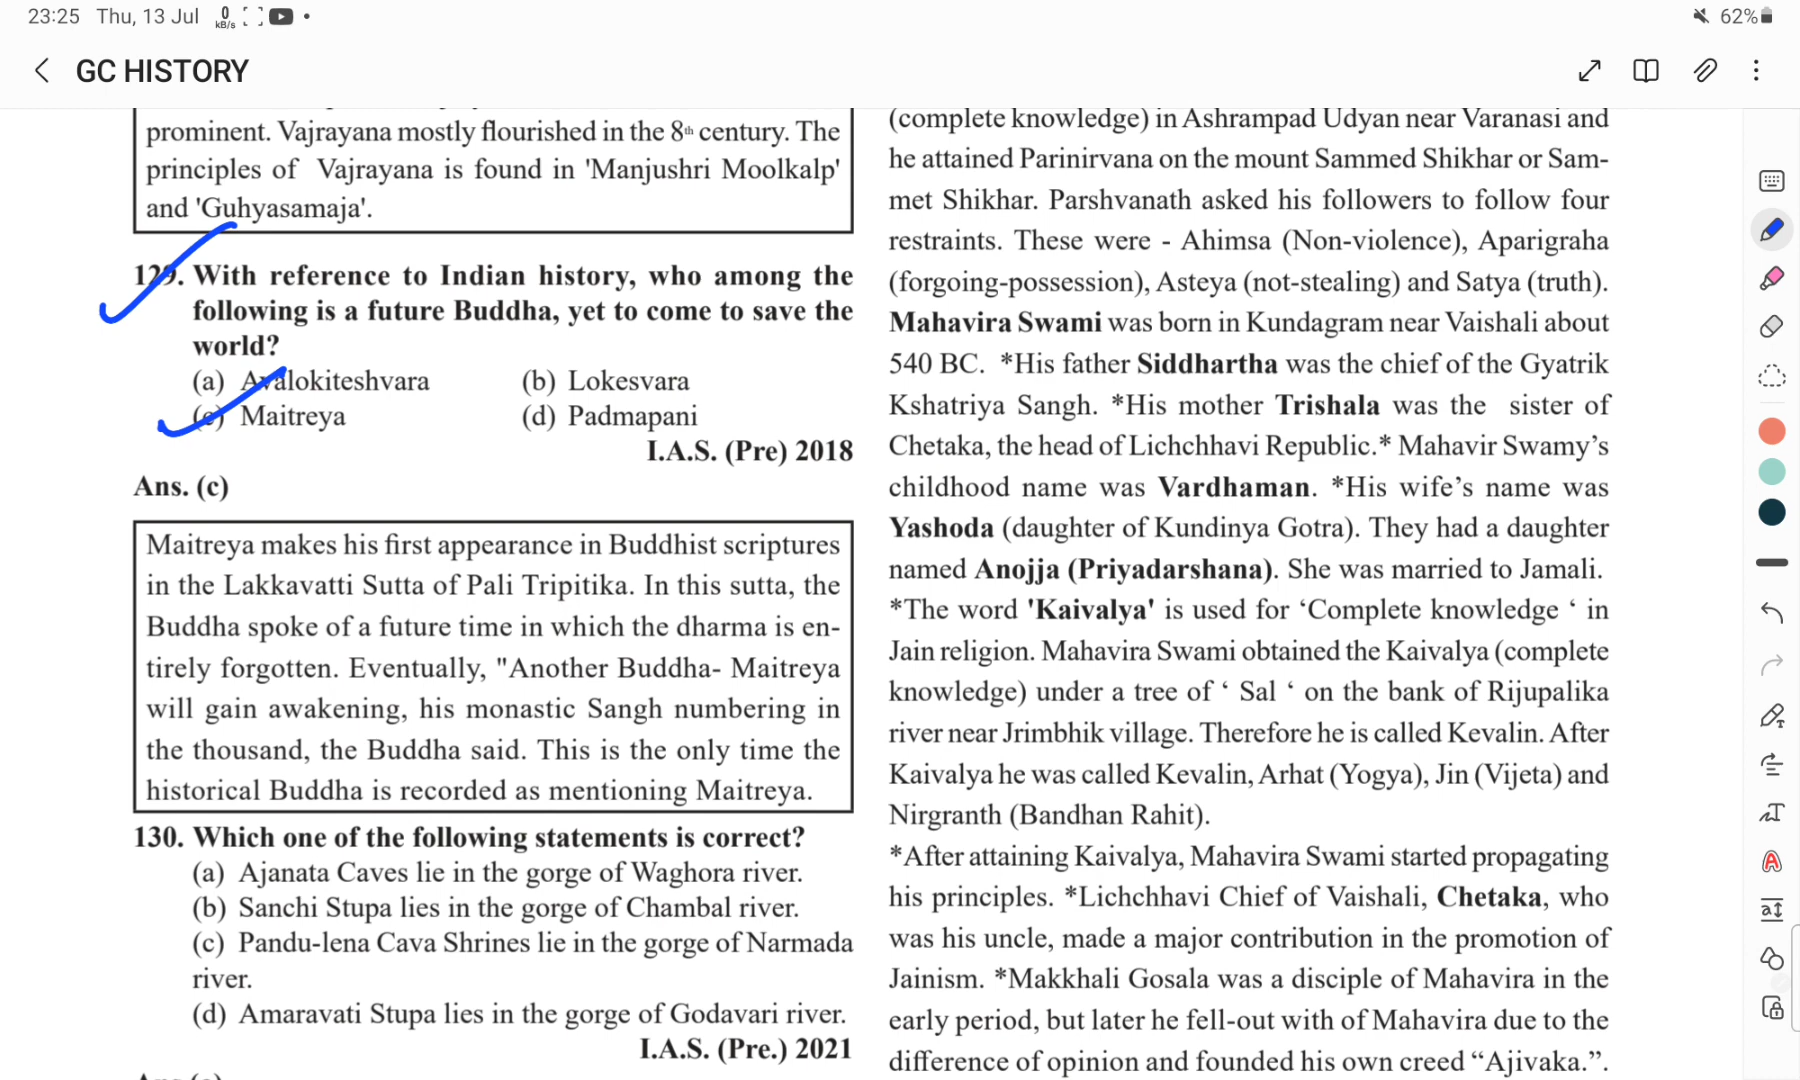 23:25 Thu, 13 Jul 0 kB/s 62%
GC HISTORY
prominent. Vajrayana mostly flourished in the 8th century. The
principles of Vajrayana is found in 'Manjushri Moolkalp'
and 'Guhyasamaja'.
129. With reference to Indian history, who among the
following is a future Buddha, yet to come to save the
world?
(a) Avalokiteshvara (b) Lokesvara
(c) Maitreya (d) Padmapani
I.A.S. (Pre) 2018
Ans. (c)
Maitreya makes his first appearance in Buddhist scriptures
in the Lakkavatti Sutta of Pali Tripitika. In this sutta, the
Buddha spoke of a future time in which the dharma is en-
tirely forgotten. Eventually, "Another Buddha- Maitreya
will gain awakening, his monastic Sangh numbering in
the thousand, the Buddha said. This is the only time the
historical Buddha is recorded as mentioning Maitreya.
130. Which one of the following statements is correct?
(a) Ajanata Caves lie in the gorge of Waghora river.
(b) Sanchi Stupa lies in the gorge of Chambal river.
(c) Pandu-lena Cava Shrines lie in the gorge of Narmada
river.
(d) Amaravati Stupa lies in the gorge of Godavari river.
I.A.S. (Pre.) 2021
(complete knowledge) in Ashrampad Udyan near Varanasi and
he attained Parinirvana on the mount Sammed Shikhar or Sam-
met Shikhar. Parshvanath asked his followers to follow four
restraints. These were - Ahimsa (Non-violence), Aparigraha
(forgoing-possession), Asteya (not-stealing) and Satya (truth).
Mahavira Swami was born in Kundagram near Vaishali about
540 BC. *His father Siddhartha was the chief of the Gyatrik
Kshatriya Sangh. *His mother Trishala was the sister of
Chetaka, the head of Lichchhavi Republic.* Mahavir Swamy's
childhood name was Vardhaman. *His wife's name was
Yashoda (daughter of Kundinya Gotra). They had a daughter
named Anojja (Priyadarshana). She was married to Jamali.
*The word 'Kaivalya' is used for ‘Complete knowledge ‘ in
Jain religion. Mahavira Swami obtained the Kaivalya (complete
knowledge) under a tree of ‘ Sal ‘ on the bank of Rijupalika
river near Jrimbhik village. Therefore he is called Kevalin. After
Kaivalya he was called Kevalin, Arhat (Yogya), Jin (Vijeta) and
Nirgranth (Bandhan Rahit).
*After attaining Kaivalya, Mahavira Swami started propagating
his principles. *Lichchhavi Chief of Vaishali, Chetaka, who
was his uncle, made a major contribution in the promotion of
Jainism. *Makkhali Gosala was a disciple of Mahavira in the
early period, but later he fell-out with of Mahavira due to the
difference of opinion and founded his own creed “Ajivaka.”.